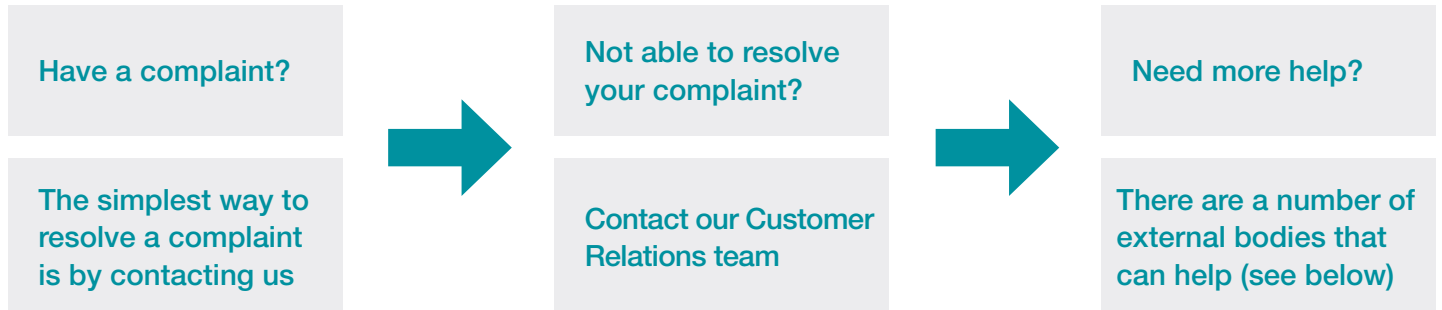 Have a complaint?
The simplest way to
resolve a complaint
is by contacting us
Not able to resolve
your complaint?
Contact our Customer
Relations team
Need more help?
There are a number of
external bodies that
can help (see below)